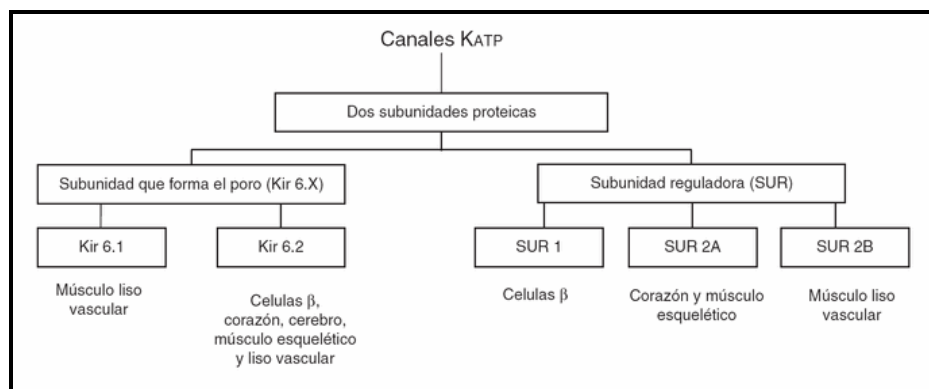 Canales KATP
Dos subunidades proteicas
Subunidad que forma el poro (Kir 6.X)
Subunidad reguladora (SUR)
Kir 6.1
Kir 6.2
SUR 1
SUR 2A
SUR 2B
Músculo liso
vascular
Celulas β,
corazón, cerebro,
músculo esquelético
y liso vascular
Celulas β
Corazón y músculo
esquelético
Músculo liso
vascular